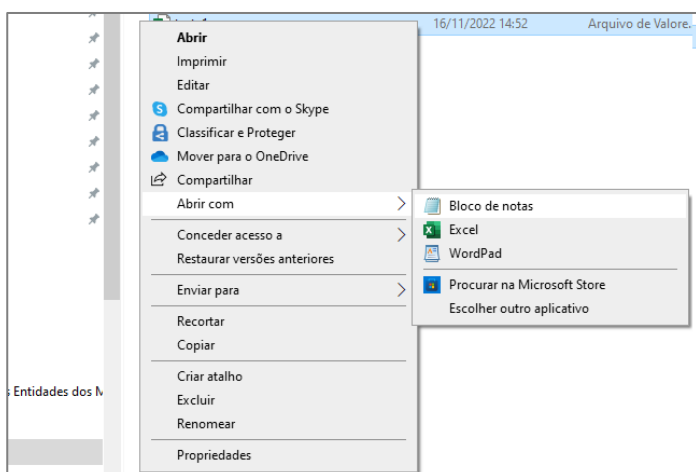 16/11/2022 14:52 Arquivo de Valore.
Abrir
Imprimir
Editar
Compartilhar com o Skype
Classificar e Proteger
Mover para o OneDrive
Compartilhar
Abrir com
Bloco de notas
Excel
WordPad
Procurar na Microsoft Store
Escolher outro aplicativo
Conceder acesso a
Restaurar versões anteriores
Enviar para
Recortar
Copiar
Criar atalho
Excluir
Renomear
Propriedades
Entidades dos